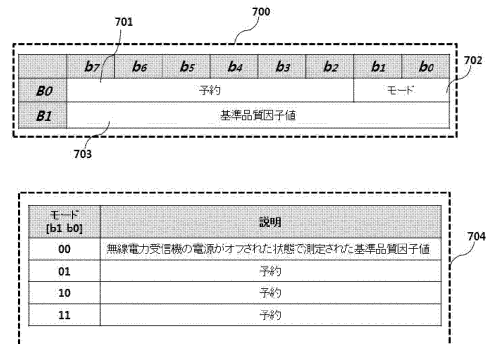 700
701
b7 b6 b5 b4 b3 b2 b1 b0
702
B0 予約 モード
B1 基準品質因子値
703
モード
[b1 b0] 説明
704
00 無線電力受信機の電源がオフされた状態で測定された基準品質因子値
01 予約
10 予約
11 予約